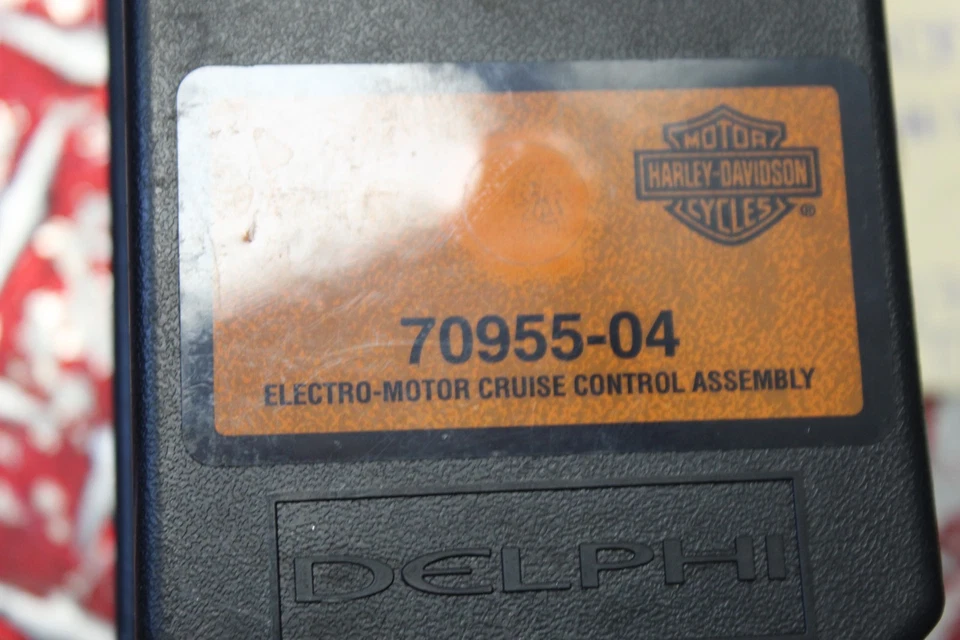 MOTOR
HARLEY-DAVIDSON
CYCLES®
70955-04
ELECTRO-MOTOR CRUISE CONTROL ASSEMBLY
DELPHI